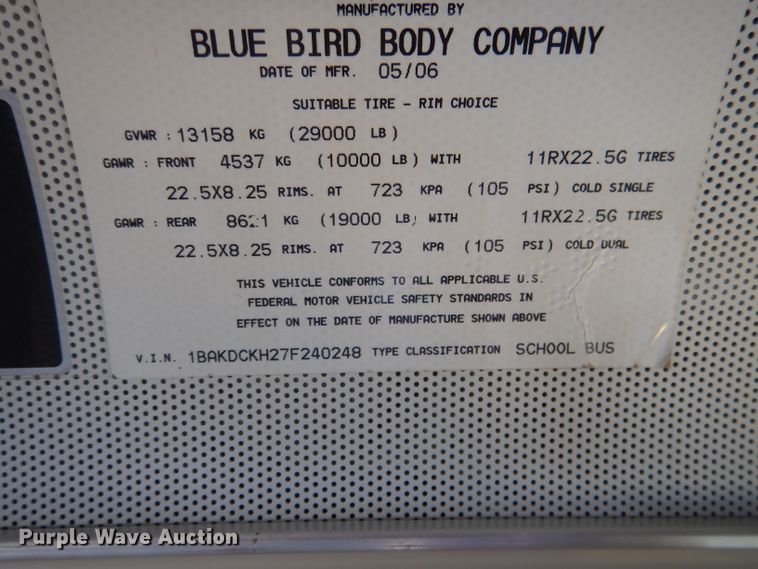 MANUFACTURED BY
BLUE BIRD BODY COMPANY
DATE OF MFR. 05/06
SUITABLE TIRE - RIM CHOICE
GVWR : 13158 KG (29000 LB)
GAWR : FRONT 4537 KG (10000 LB) WITH 11RX22.5G TIRES
22.5X8.25 RIMS. AT 723 KPA (105 PSI) COLD SINGLE
GAWR : REAR 8621 KG (19000 LB) WITH 11RX22.5G TIRES
22.5X8.25 RIMS. AT 723 KPA (105 PSI) COLD DUAL
THIS VEHICLE CONFORMS TO ALL APPLICABLE U.S.
FEDERAL MOTOR VEHICLE SAFETY STANDARDS IN
EFFECT ON THE DATE OF MANUFACTURE SHOWN ABOVE
V.I.N. 1BAKDCKH27F240248 TYPE CLASSIFICATION SCHOOL BUS
Purple Wave Auction